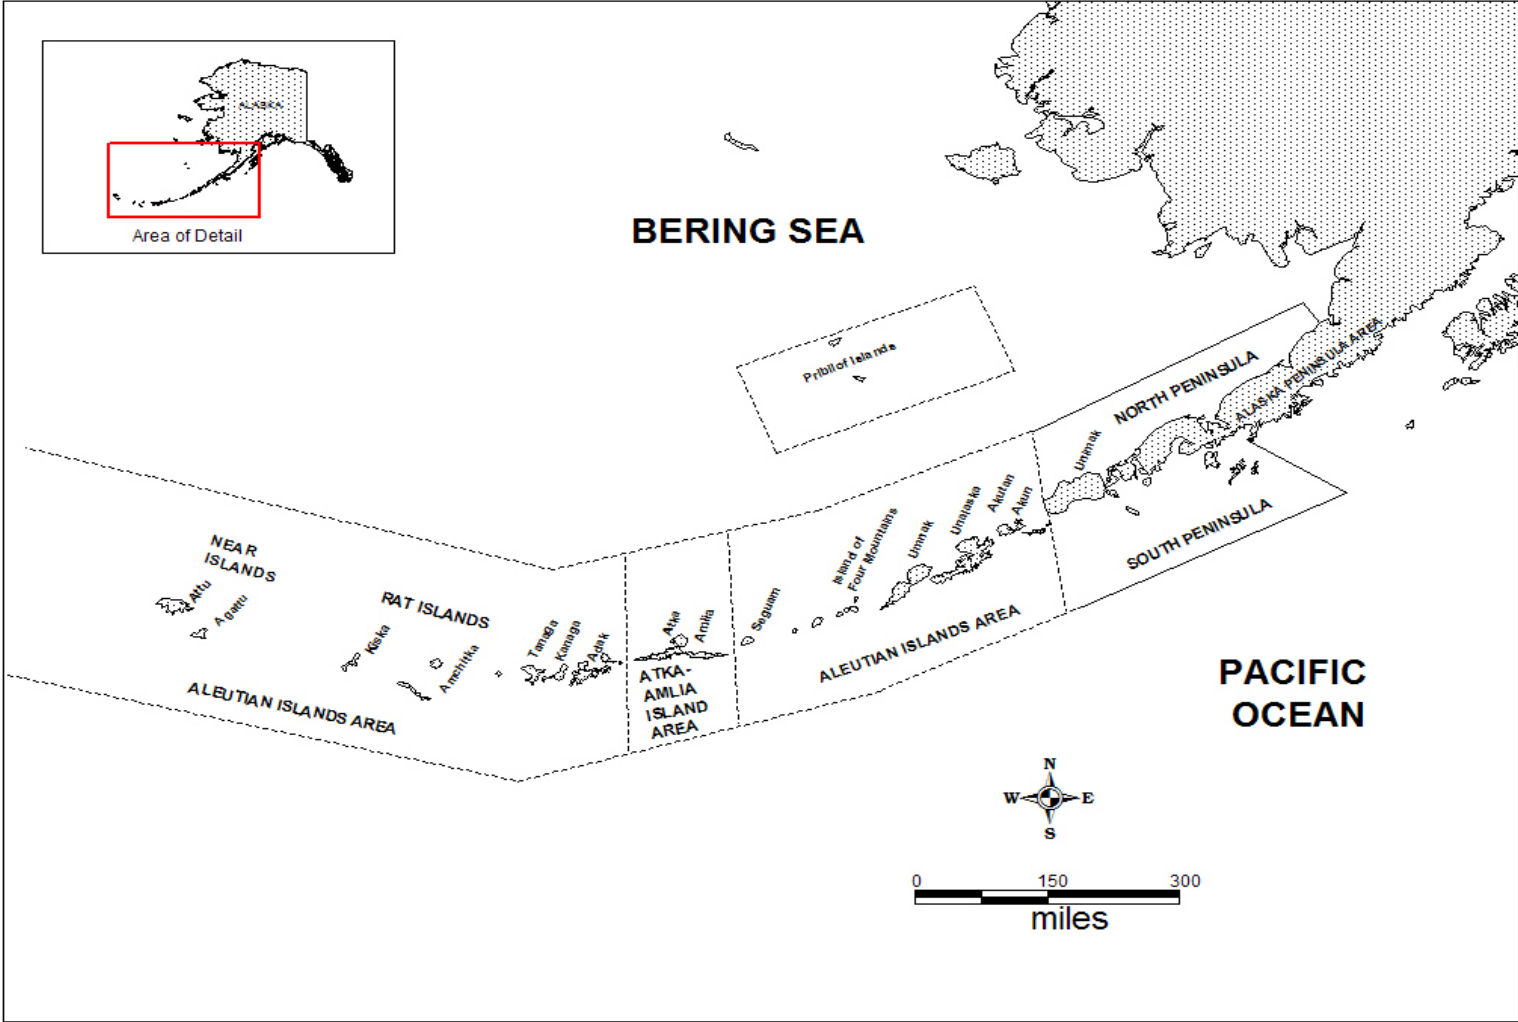 ALASKA
Area of Detail
BERING SEA
Pribilof Islands
NORTH PENINSULA
ALASKA PENINSULA AREA
Unimak
SOUTH PENINSULA
Akun
Akutan
Unalaska
Umnak
Island of
Four Mountains
Seguam
ALEUTIAN ISLANDS AREA
Atka
Amlia
ATKA-
AMLIA
ISLAND
AREA
NEAR
ISLANDS
Attu
Agattu
RAT ISLANDS
Kiska
Amchitka
Tanaga
Kanaga
Adak
ALEUTIAN ISLANDS AREA
PACIFIC
OCEAN
N
W E
S
0 150 300
miles